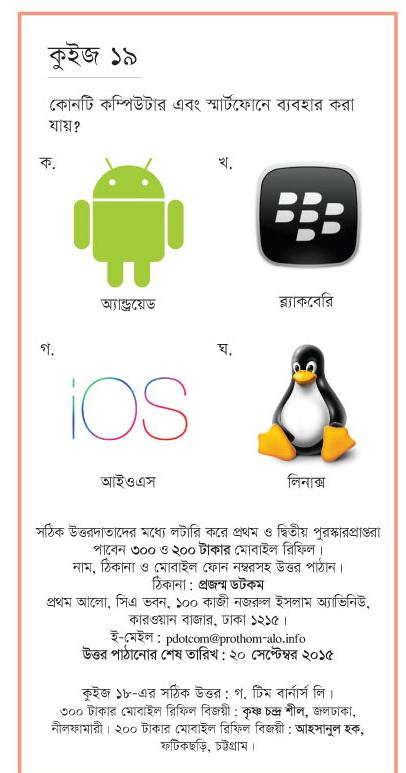 কুইজ ১৯
কোনটি কম্পিউটার এবং স্মার্টফোনে ব্যবহার করা
যায়?
ক.
খ.
অ্যান্ড্রয়েড
ব্ল্যাকবেরি
গ.
ঘ.
iOS
আইওএস
লিনাক্স
সঠিক উত্তরদাতাদের মধ্যে লটারি করে প্রথম ও দ্বিতীয় পুরস্কারপ্রাপ্তরা
পাবেন ৩০০ ও ২০০ টাকার মোবাইল রিফিল।
নাম, ঠিকানা ও মোবাইল ফোন নম্বরসহ উত্তর পাঠান।
ঠিকানা : প্রজন্ম ডটকম
প্রথম আলো, সিএ ভবন, ১০০ কাজী নজরুল ইসলাম অ্যাভিনিউ,
কারওয়ান বাজার, ঢাকা ১২১৫।
ই-মেইল : pdotcom@prothom-alo.info
উত্তর পাঠানোর শেষ তারিখ : ২০ সেপ্টেম্বর ২০১৫
কুইজ ১৮-এর সঠিক উত্তর : গ. টিম বার্নার্স লি।
৩০০ টাকার মোবাইল রিফিল বিজয়ী : কৃষ্ণ চন্দ্র শীল, জলঢাকা,
নীলফামারী। ২০০ টাকার মোবাইল রিফিল বিজয়ী : আহসানুল হক,
ফটিকছড়ি, চট্টগ্রাম।